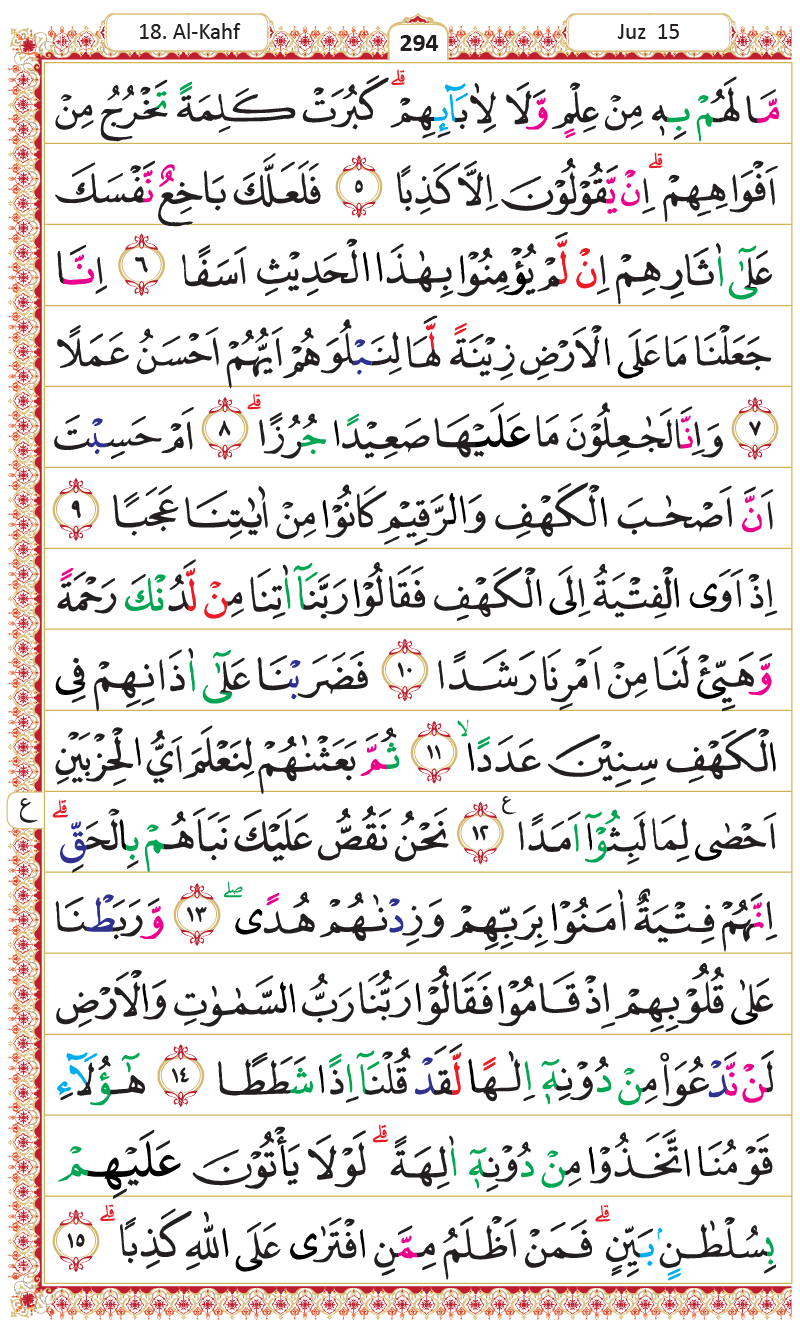 18. Al-Kahf
294
Juz 15
مَّا لَهُمْ بِهٖ مِنْ عِلْمٍ وَّلَا لِاٰبَاۤىِٕهِمْۗ كَبُرَتْ كَلِمَةً تَخْرُجُ مِنْ
اَفْوَاهِهِمْۗ اِنْ يَّقُوْلُوْنَ اِلَّا كَذِبًا ٥ فَلَعَلَّكَ بَاخِعٌ نَّفْسَكَ
عَلٰٓى اٰثَارِهِمْ اِنْ لَّمْ يُؤْمِنُوْا بِهٰذَا الْحَدِيْثِ اَسَفًا ٦ اِنَّا
جَعَلْنَا مَا عَلَى الْاَرْضِ زِيْنَةً لَّهَا لِنَبْلُوَهُمْ اَيُّهُمْ اَحْسَنُ عَمَلًا
٧ وَاِنَّا لَجٰعِلُوْنَ مَا عَلَيْهَا صَعِيْدًا جُرُزًاۗ ٨ اَمْ حَسِبْتَ
اَنَّ اَصْحٰبَ الْكَهْفِ وَالرَّقِيْمِ كَانُوْا مِنْ اٰيٰتِنَا عَجَبًا ٩
اِذْ اَوَى الْفِتْيَةُ اِلَى الْكَهْفِ فَقَالُوْا رَبَّنَآ اٰتِنَا مِنْ لَّدُنْكَ رَحْمَةً
وَّهَيِّئْ لَنَا مِنْ اَمْرِنَا رَشَدًا ١٠ فَضَرَبْنَا عَلٰٓى اٰذَانِهِمْ فِى
الْكَهْفِ سِنِيْنَ عَدَدًاۙ ١١ ثُمَّ بَعَثْنٰهُمْ لِنَعْلَمَ اَيُّ الْحِزْبَيْنِ
ع
اَحْصٰى لِمَا لَبِثُوْٓا اَمَدًا ع ١٢ نَحْنُ نَقُصُّ عَلَيْكَ نَبَاَهُمْ بِالْحَقِّۗ
اِنَّهُمْ فِتْيَةٌ اٰمَنُوْا بِرَبِّهِمْ وَزِدْنٰهُمْ هُدًىۖ ١٣ وَّرَبَطْنَا
عَلٰى قُلُوْبِهِمْ اِذْ قَامُوْا فَقَالُوْا رَبُّنَا رَبُّ السَّمٰوٰتِ وَالْاَرْضِ
لَنْ نَّدْعُوَا۟ مِنْ دُوْنِهٖٓ اِلٰهًا لَّقَدْ قُلْنَآ اِذًا شَطَطًا ١٤ هٰٓؤُلَاۤءِ
قَوْمُنَا اتَّخَذُوْا مِنْ دُوْنِهٖٓ اٰلِهَةًۗ لَوْلَا يَأْتُوْنَ عَلَيْهِمْ
بِسُلْطٰنٍۢ بَيِّنٍۗ فَمَنْ اَظْلَمُ مِمَّنِ افْتَرٰى عَلَى اللّٰهِ كَذِبًاۗ ١٥